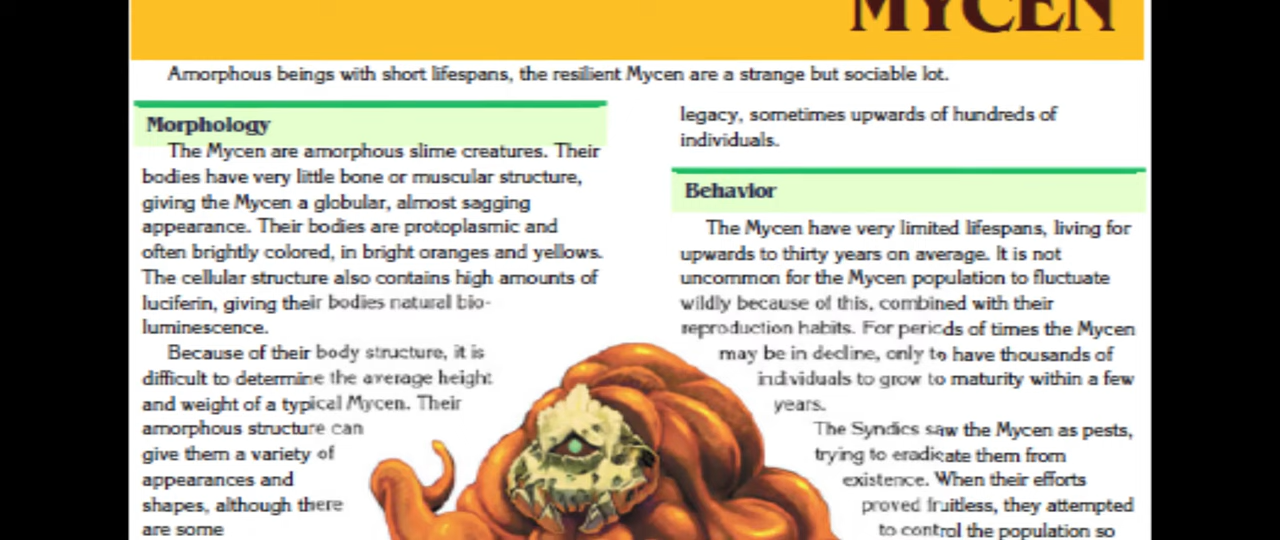 MYCEN
Amorphous beings with short lifespans, the resilient Mycen are a strange but sociable lot.
Morphology
The Mycen are amorphous slime creatures. Their
bodies have very little bone or muscular structure,
giving the Mycen a globular, almost sagging
appearance. Their bodies are protoplasmic and
often brightly colored, in bright oranges and yellows.
The cellular structure also contains high amounts of
luciferin, giving their bodies natural bio-
luminescence.
Because of their body structure, it is
difficult to determine the average height
and weight of a typical Mycen. Their
amorphous structure can
give them a variety of
appearances and
shapes, although there
are some
legacy, sometimes upwards of hundreds of
individuals.
Behavior
The Mycen have very limited lifespans, living for
upwards to thirty years on average. It is not
uncommon for the Mycen population to fluctuate
wildly because of this, combined with their
reproduction habits. For periods of times the Mycen
may be in decline, only to have thousands of
individuals to grow to maturity within a few
years.
The Syndics saw the Mycen as pests,
trying to eradicate them from
existence. When their efforts
proved fruitless, they attempted
to control the population so